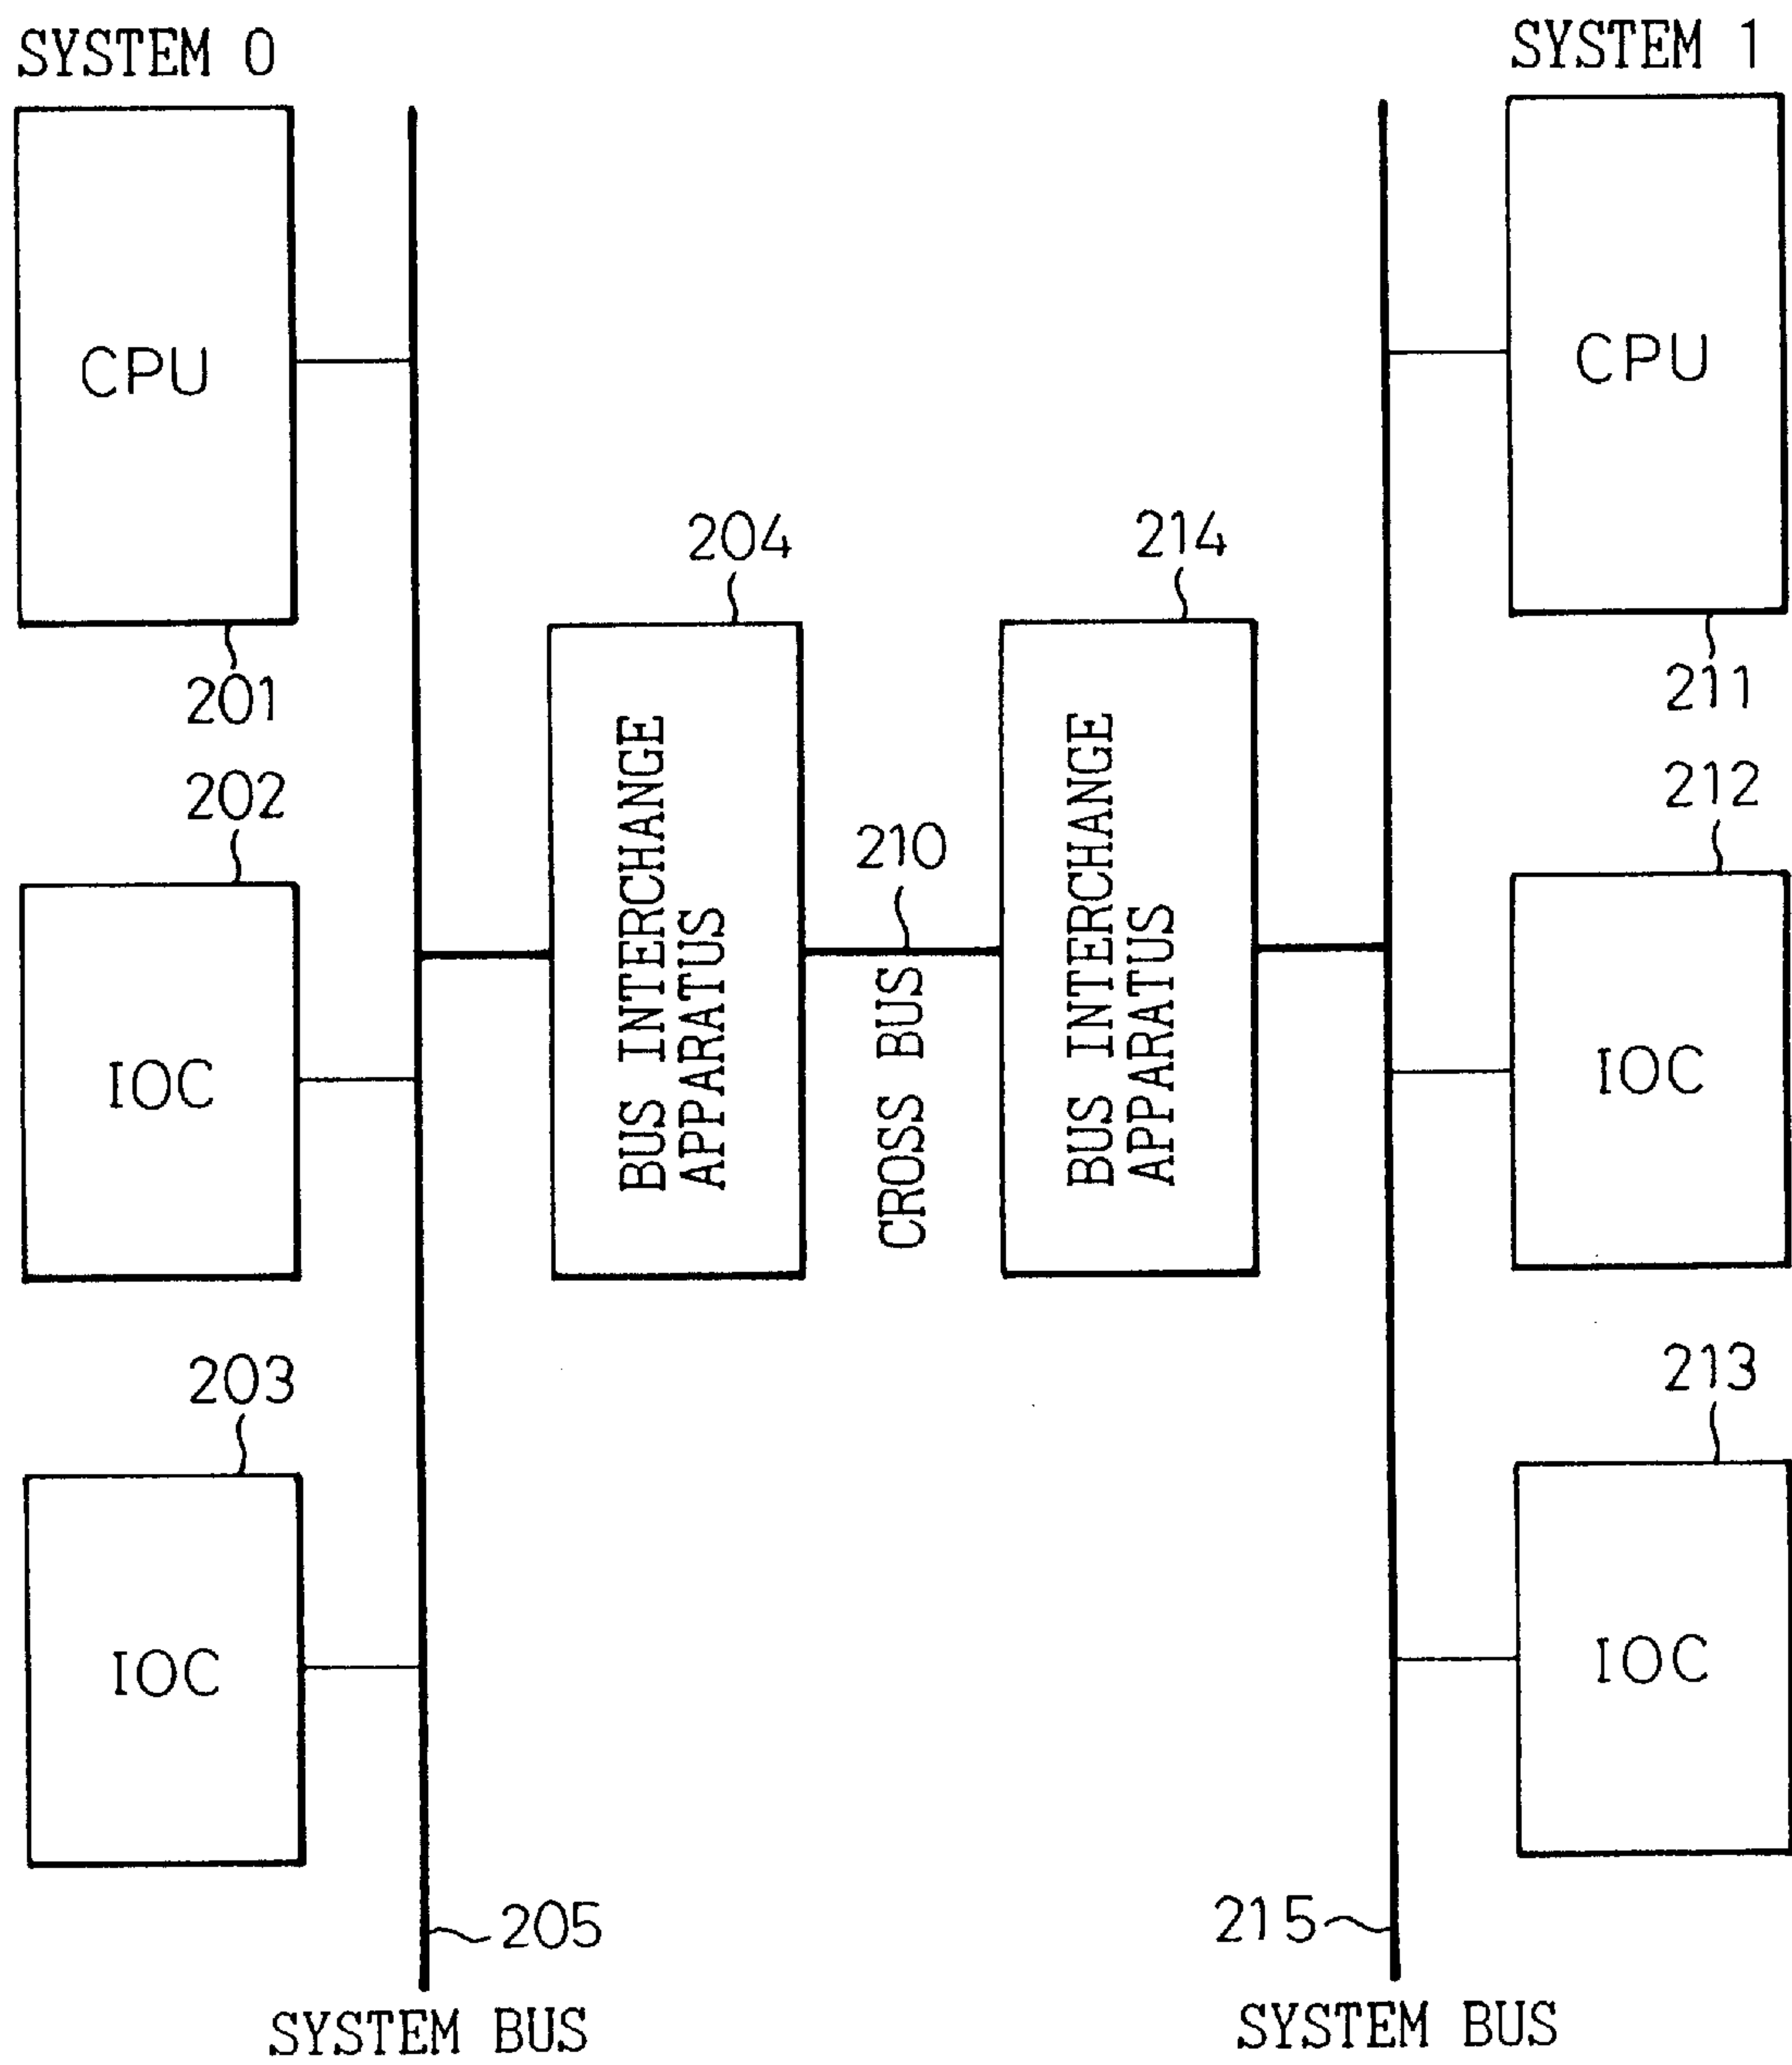 SYSTEM 0
SYSTEM 1
CPU
CPU
204
214
201
211
202
212
BUS INTERCHANGE
APPARATUS
210
CROSS BUS
BUS INTERCHANGE
APPARATUS
IOC
IOC
203
213
IOC
IOC
205
215
SYSTEM BUS
SYSTEM BUS